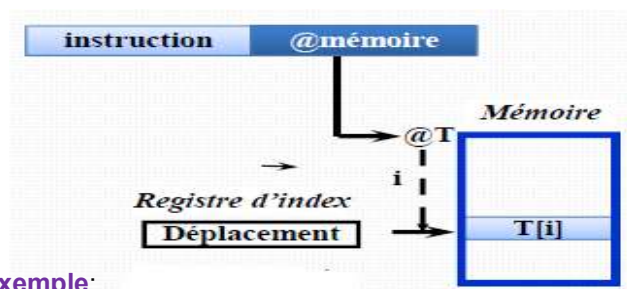 instruction @mémoire
Mémoire
@T
i
Registre d'index
Déplacement T[i]
xemple: